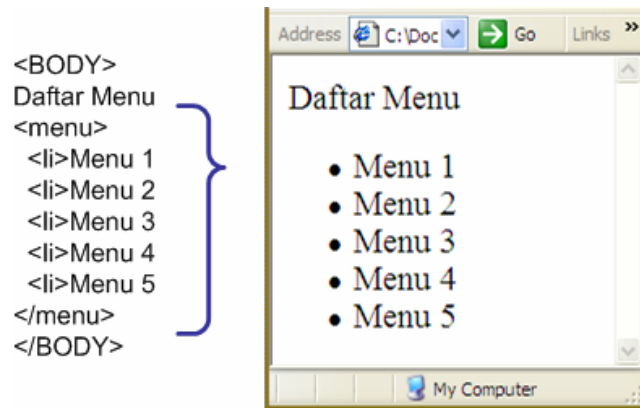 <BODY>
Daftar Menu
<menu>
<li>Menu 1
<li>Menu 2
<li>Menu 3
<li>Menu 4
<li>Menu 5
</menu>
</BODY>
Address C:\Doc Go Links »
Daftar Menu
• Menu 1
• Menu 2
• Menu 3
• Menu 4
• Menu 5
My Computer